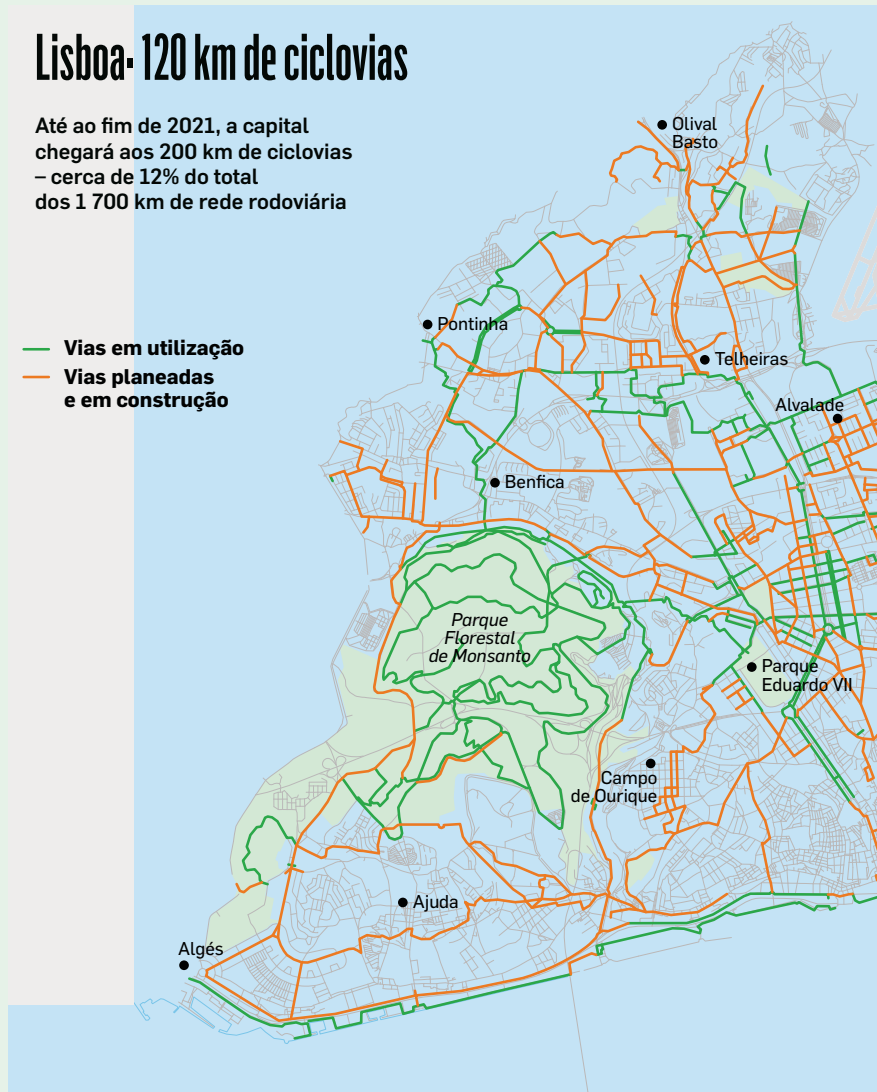 Lisboa- 120 km de ciclovias
Até ao fim de 2021, a capital
chegará aos 200 km de ciclovias
– cerca de 12% do total
dos 1 700 km de rede rodoviária
Vias em utilização
Vias planeadas
e em construção
Olival
Basto
Pontinha
Telheiras
Alvalade
Benfica
Parque
Florestal
de Monsanto
Parque
Eduardo VII
Campo
de Ourique
Ajuda
Algés